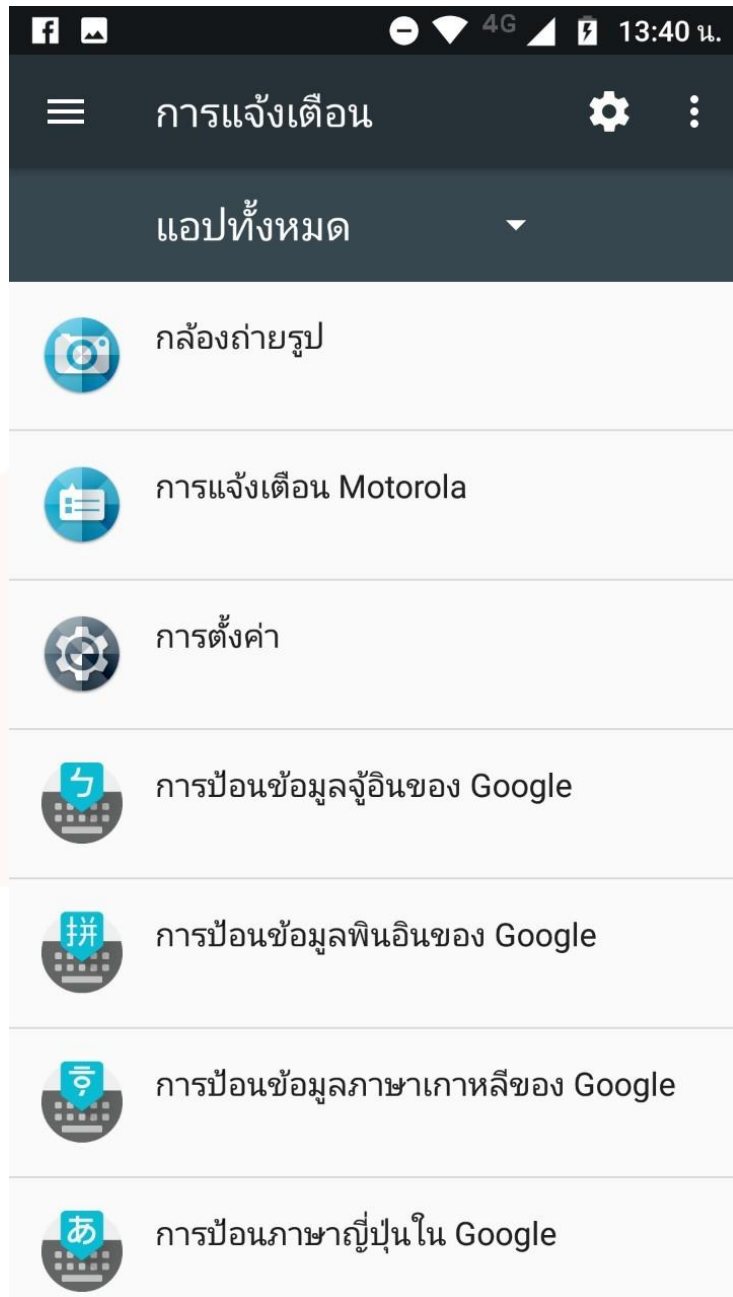 4G 13:40 น.
การแจ้งเตือน
แอปทั้งหมด
กล้องถ่ายรูป
การแจ้งเตือน Motorola
การตั้งค่า
ㄅ
การป้อนข้อมูลจู้อินของ Google
拼
การป้อนข้อมูลพินอินของ Google
ㅎ
การป้อนข้อมูลภาษาเกาหลีของ Google
あ
การป้อนภาษาญี่ปุ่นใน Google